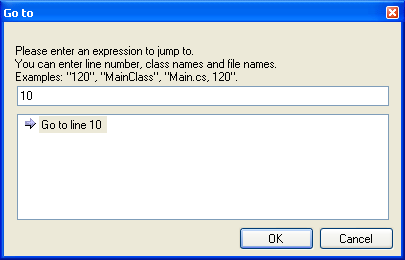 Go to
Please enter an expression to jump to.
You can enter line number, class names and file names.
Examples: "120", "MainClass", "Main.cs, 120".
10
Go to line 10
OK
Cancel